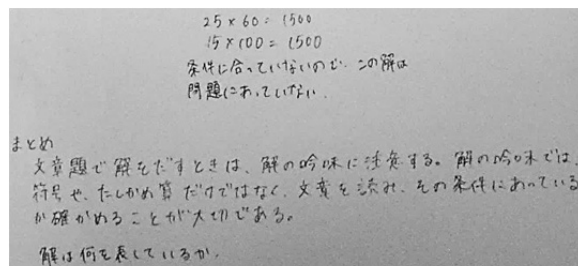 25×60=1500
15×100=1500
条件に合っていないので、この解は
問題にあっていない。
まとめ
文章題で解をだすときは、解の吟味に注意する。解の吟味では、
符号や、たしかめ算だけではなく、文章を読み、その条件にあっている
か確かめることが大切である。
解は何を表しているか。